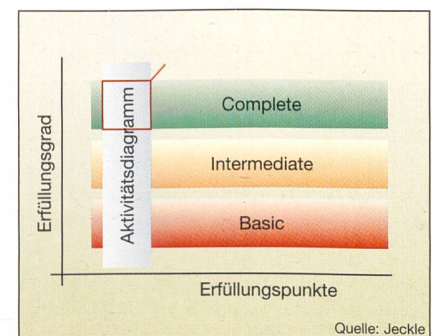 Erfüllungsgrad
Aktivitätsdiagramm
Complete
Intermediate
Basic
Erfüllungspunkte
Quelle: Jeckle